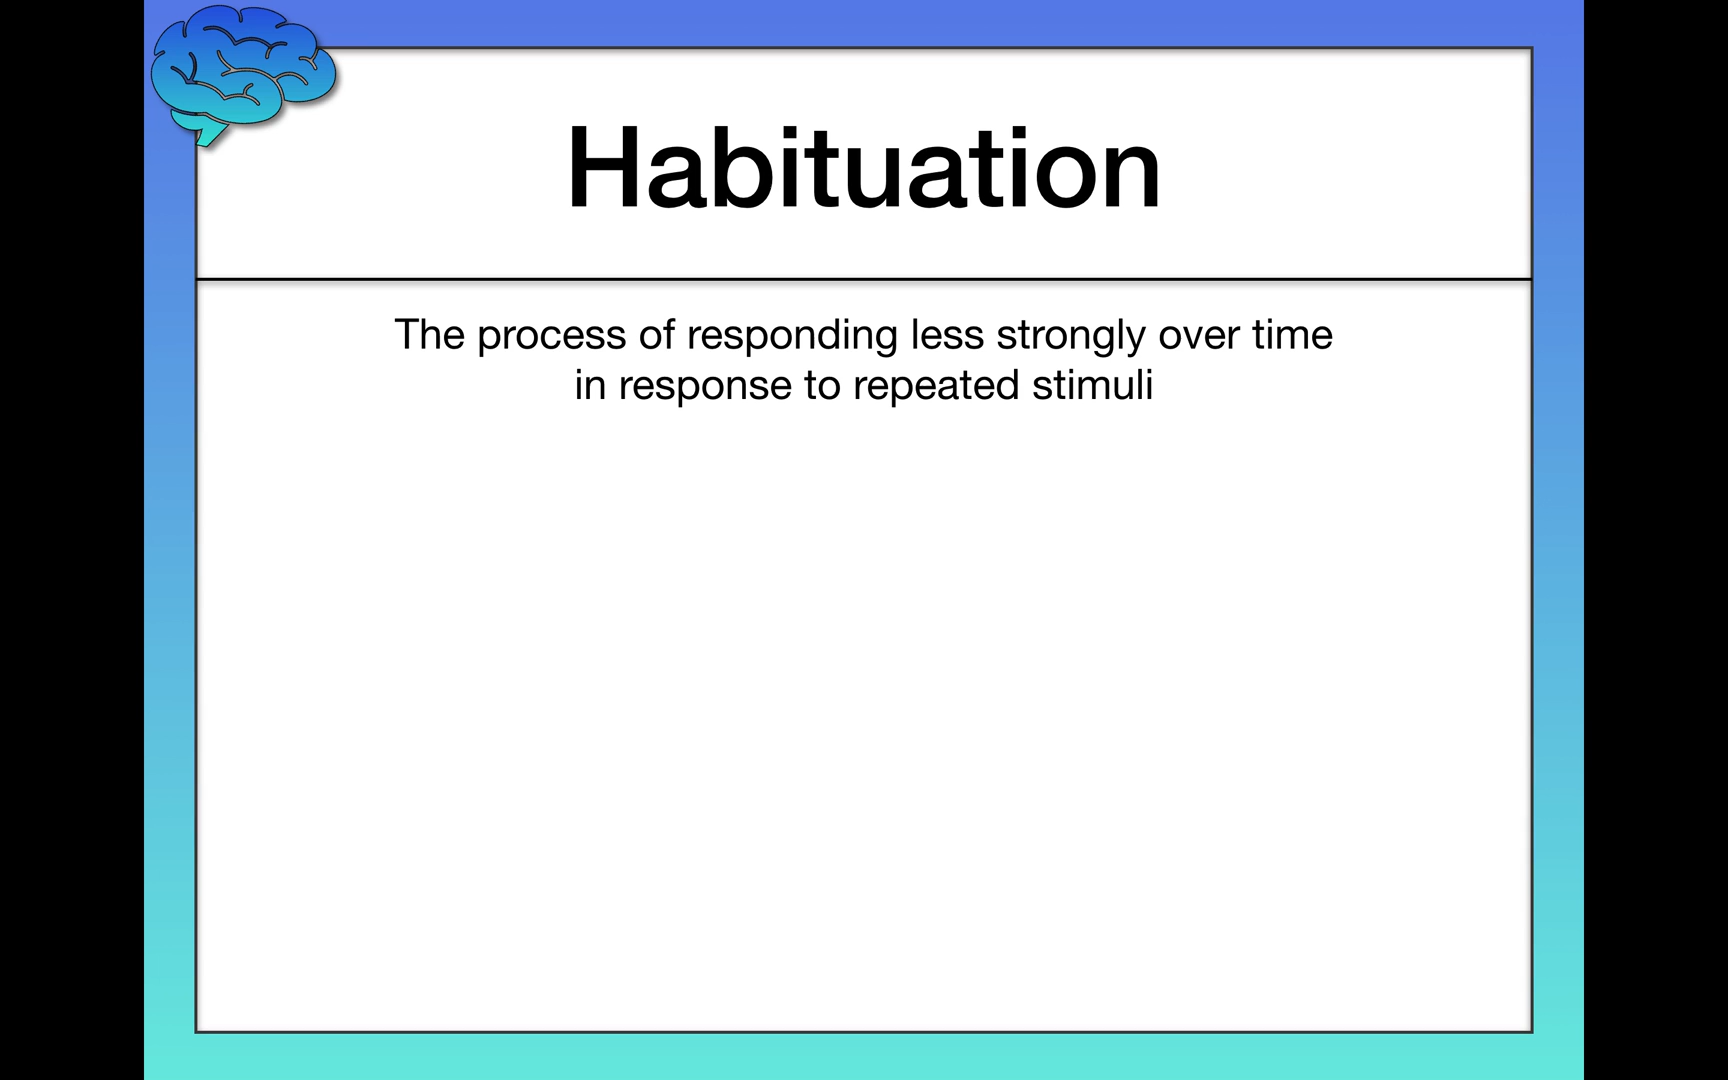 Habituation
The process of responding less strongly over time
in response to repeated stimuli